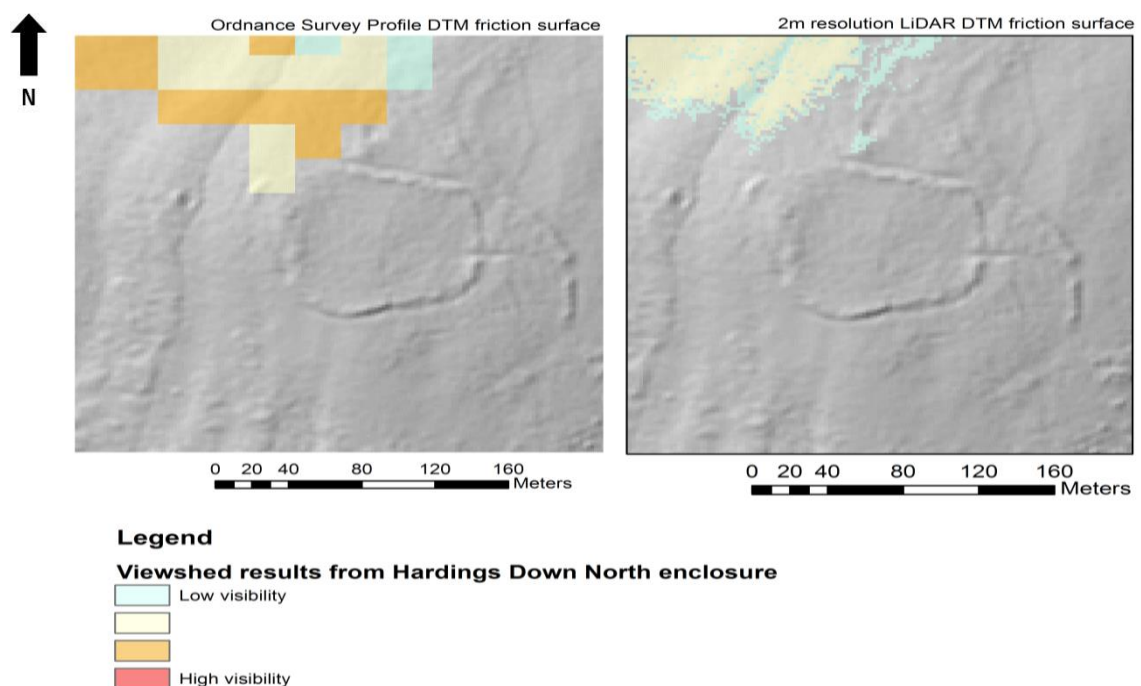 Ordnance Survey Profile DTM friction surface
2m resolution LiDAR DTM friction surface
N
0 20 40 80 120 160
Meters
0 20 40 80 120 160
Meters
Legend
Viewshed results from Hardings Down North enclosure
Low visibility
High visibility